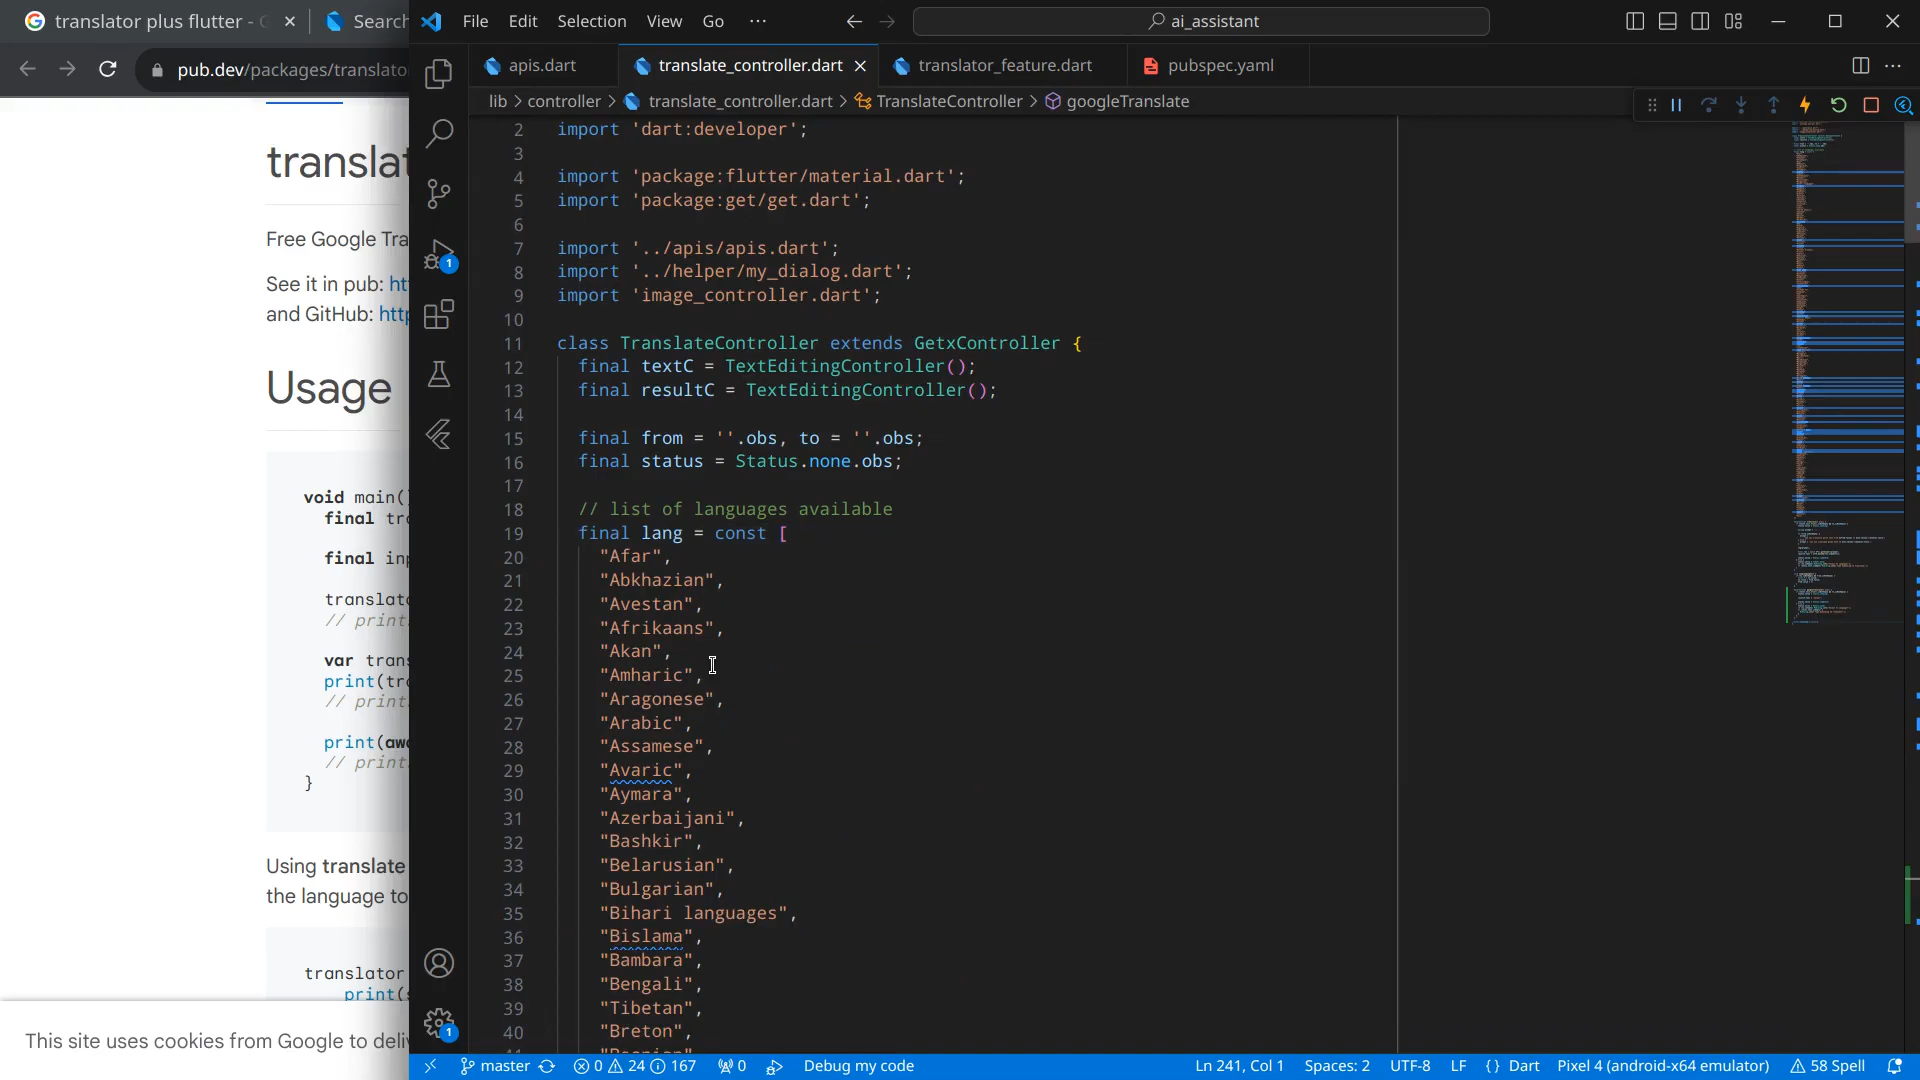 translator plus flutter - G
Search
File Edit Selection View Go ···
ai_assistant
pub.dev/packages/translato
apis.dart translate_controller.dart translator_feature.dart pubspec.yaml
lib > controller > translate_controller.dart > TranslateController > googleTranslate
translat
Free Google Tra
See it in pub: ht
and GitHub: http
Usage
void main()
final tra
final inp
translato
// print
var trans
print(tra
// print
print(awa
// print
}
Using translate
the language to
translator
print(s
This site uses cookies from Google to deliv
2 import 'dart:developer';
3
4 import 'package:flutter/material.dart';
5 import 'package:get/get.dart';
6
7 import '../apis/apis.dart';
8 import '../helper/my_dialog.dart';
9 import 'image_controller.dart';
10
11 class TranslateController extends GetxController {
12 final textC = TextEditingController();
13 final resultC = TextEditingController();
14
15 final from = ''.obs, to = ''.obs;
16 final status = Status.none.obs;
17
18 // list of languages available
19 final lang = const [
20 "Afar",
21 "Abkhazian",
22 "Avestan",
23 "Afrikaans",
24 "Akan",
25 "Amharic",
26 "Aragonese",
27 "Arabic",
28 "Assamese",
29 "Avaric",
30 "Aymara",
31 "Azerbaijani",
32 "Bashkir",
33 "Belarusian",
34 "Bulgarian",
35 "Bihari languages",
36 "Bislama",
37 "Bambara",
38 "Bengali",
39 "Tibetan",
40 "Breton",
1
1
master 0 24 167 0 Debug my code Ln 241, Col 1 Spaces: 2 UTF-8 LF {} Dart Pixel 4 (android-x64 emulator) 58 Spell